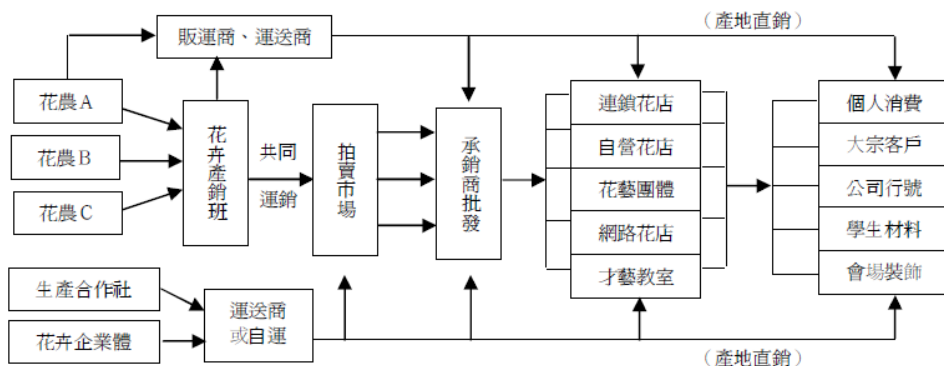 (產地直銷)
販運商、運送商
花農A
花農B
花農C
花卉產銷班
共同
運銷
拍賣市場
承銷商批發
連鎖花店
自營花店
花藝團體
網路花店
才藝教室
個人消費
大宗客戶
公司行號
學生材料
會場裝飾
生產合作社
花卉企業體
運送商
或自運
(產地直銷)